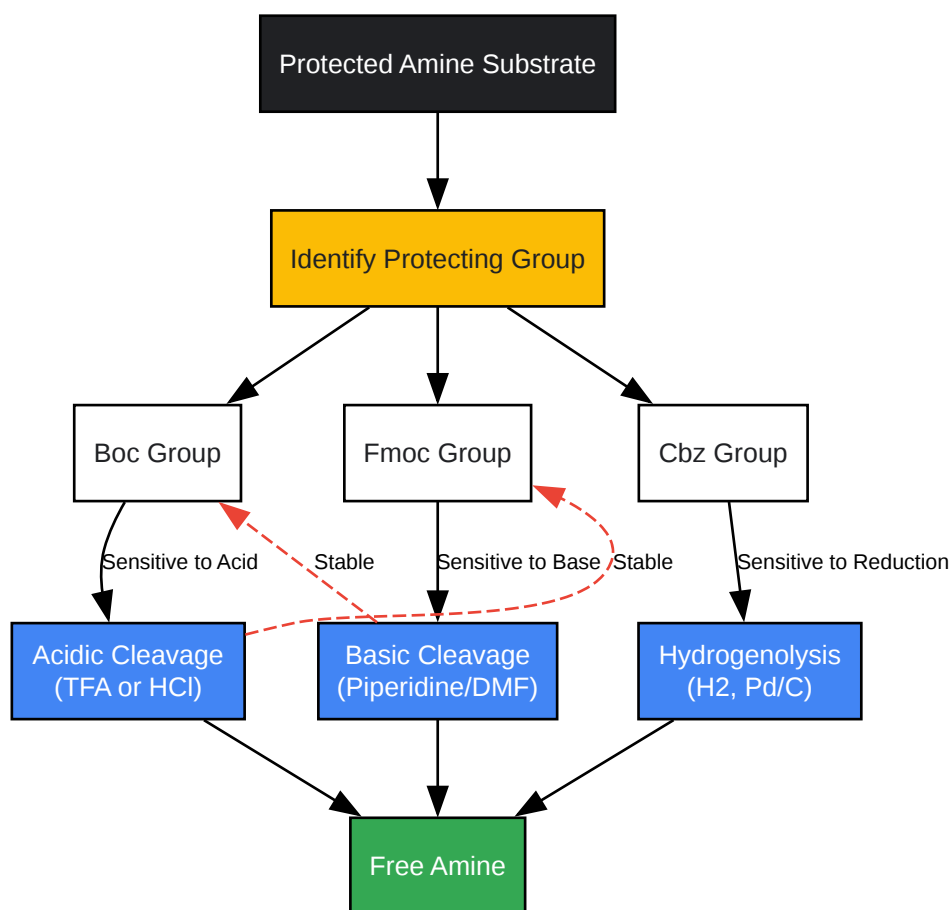 Protected Amine Substrate
Identify Protecting Group
Boc Group
Fmoc Group
Cbz Group
Sensitive to Acid
Stable
Sensitive to Base
Stable
Sensitive to Reduction
Acidic Cleavage
(TFA or HCl)
Basic Cleavage
(Piperidine/DMF)
Hydrogenolysis
(H2, Pd/C)
Free Amine